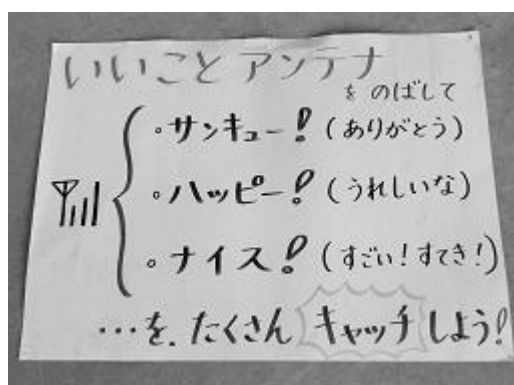 いいことアンテナ
をのばして
・サンキュー!(ありがとう)
・ハッピー!(うれしいな)
・ナイス!(すごい!すてき!)
…を、たくさんキャッチしよう!